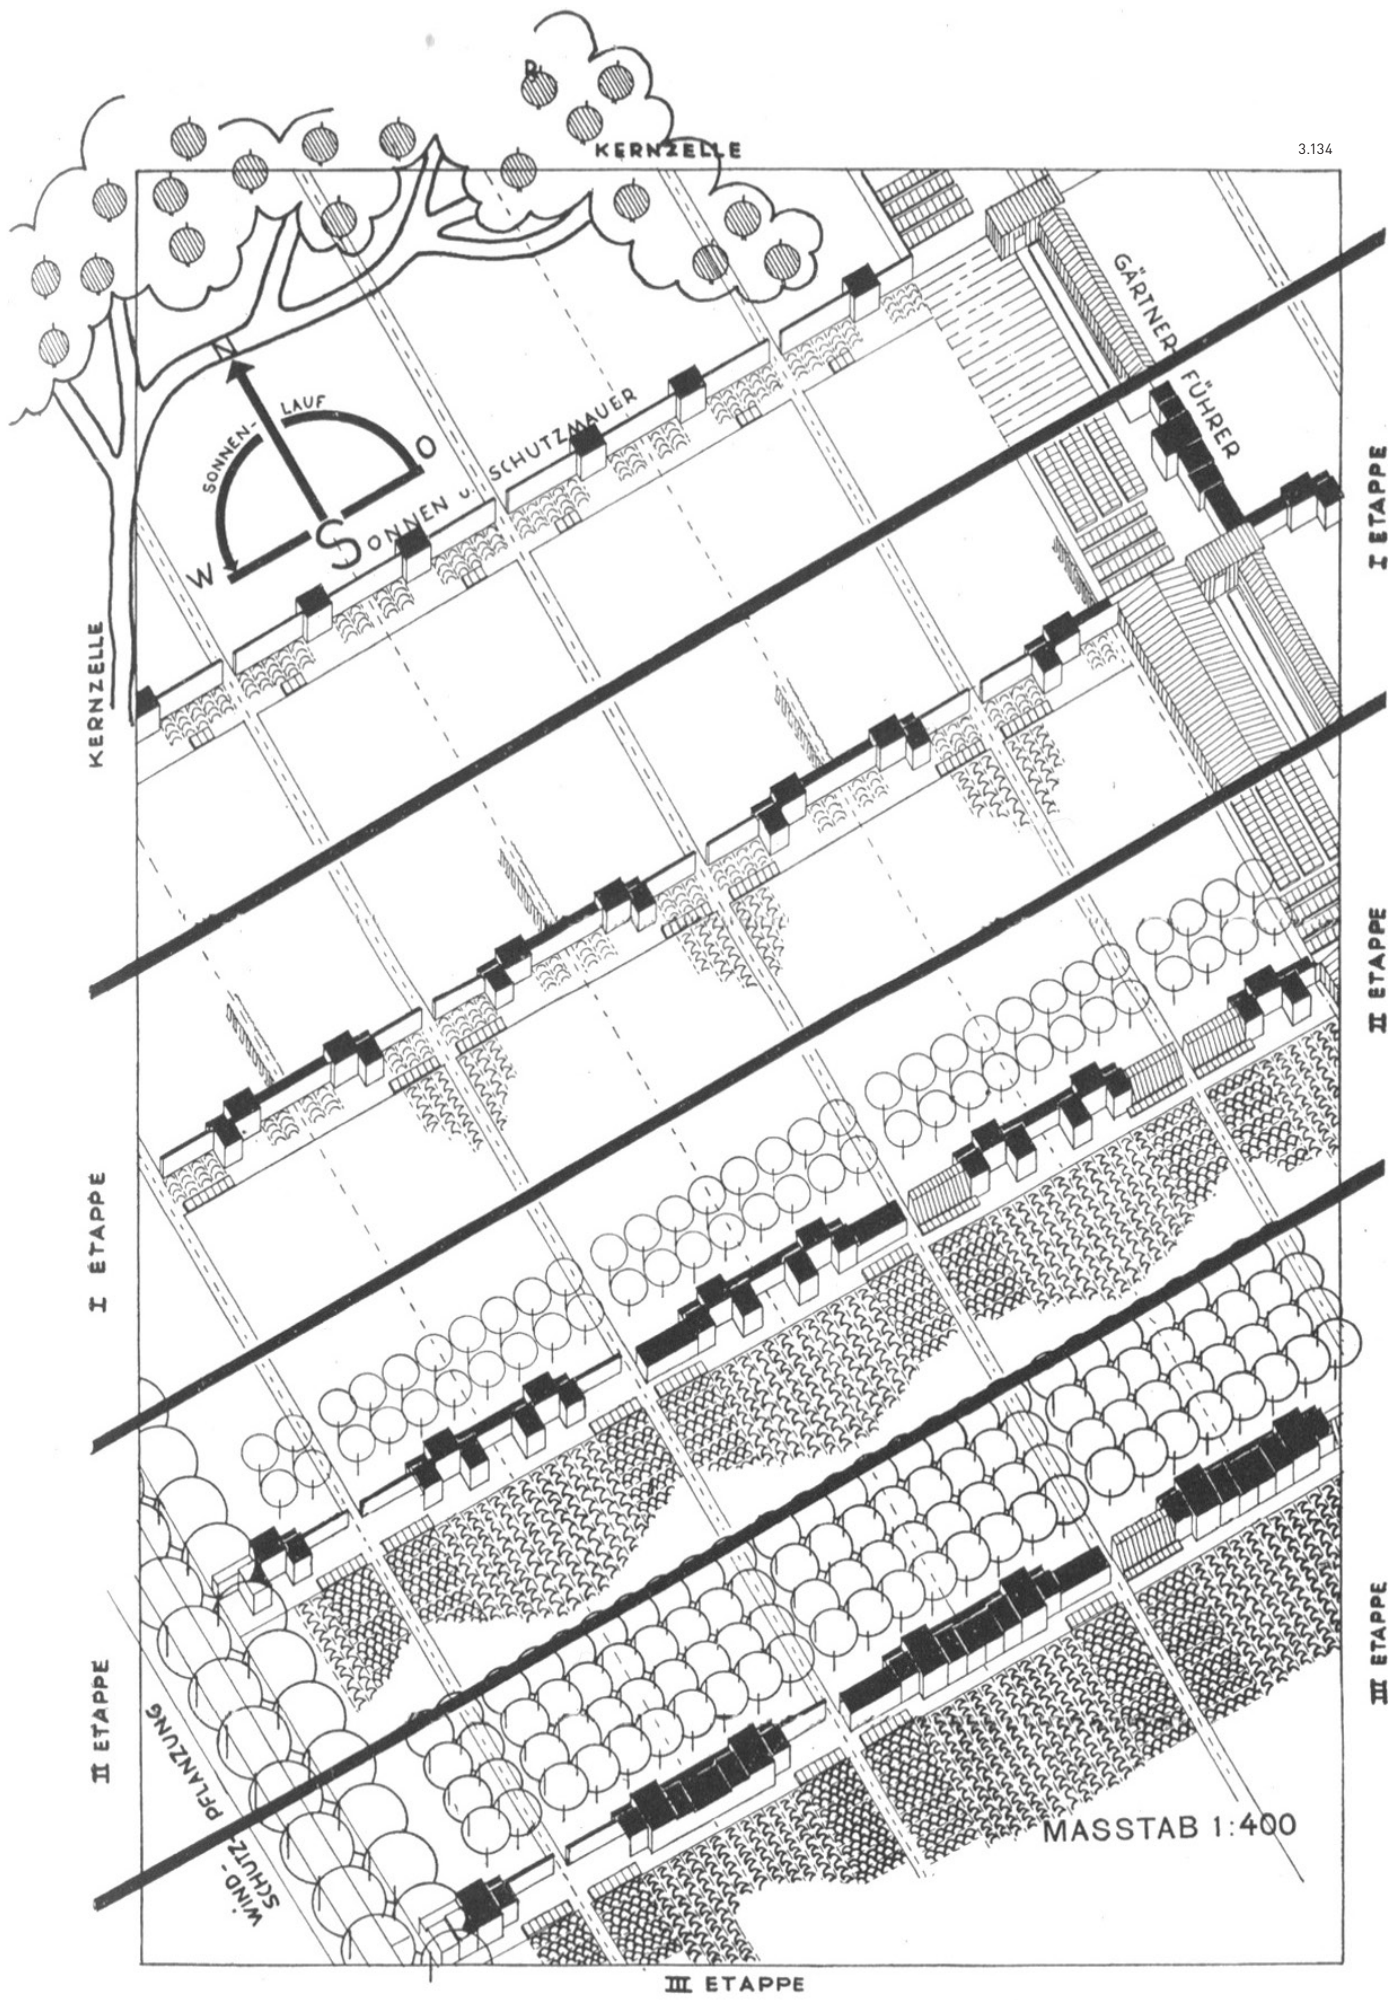 B
KERNZELLE
3.134
GÄRTNER
FÜHRER
N
LAUF
SONNEN-
O
W
SONNEN u. SCHUTZMAUER
KERNZELLE
I ETAPPE
II ETAPPE
I ETAPPE
II ETAPPE
III ETAPPE
WIND-
SCHUTZ- PFLANZUNG
MASSTAB 1:400
III ETAPPE